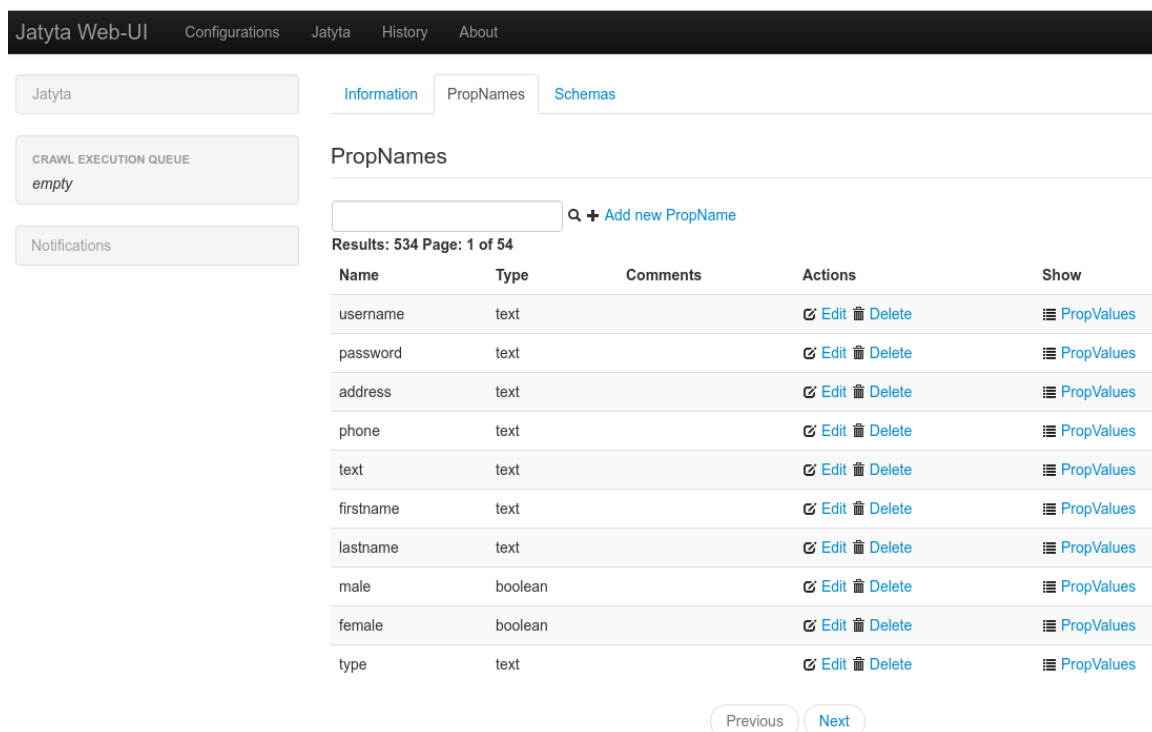 Jatyta Web-UI Configurations Jatyta History About
Jatyta
CRAWL EXECUTION QUEUE
empty
Notifications
Information PropNames Schemas
PropNames
Add new PropName
Results: 534 Page: 1 of 54
Name Type Comments Actions Show
username text Edit Delete PropValues
password text Edit Delete PropValues
address text Edit Delete PropValues
phone text Edit Delete PropValues
text text Edit Delete PropValues
firstname text Edit Delete PropValues
lastname text Edit Delete PropValues
male boolean Edit Delete PropValues
female boolean Edit Delete PropValues
type text Edit Delete PropValues
Previous Next